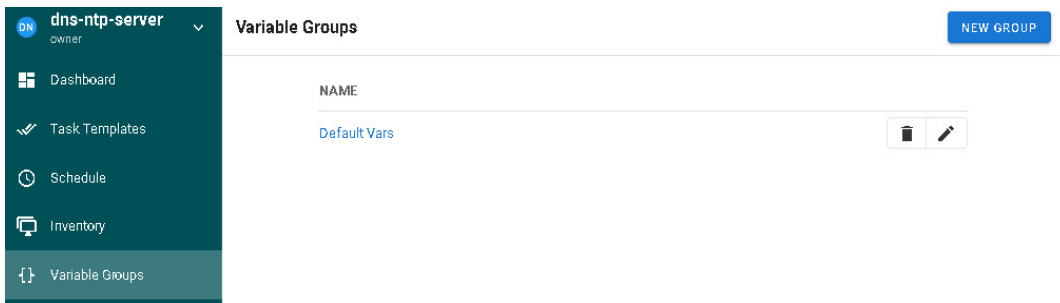 DN
dns-ntp-server
owner
Dashboard
Task Templates
Schedule
Inventory
{} Variable Groups
Variable Groups
NEW GROUP
NAME
Default Vars